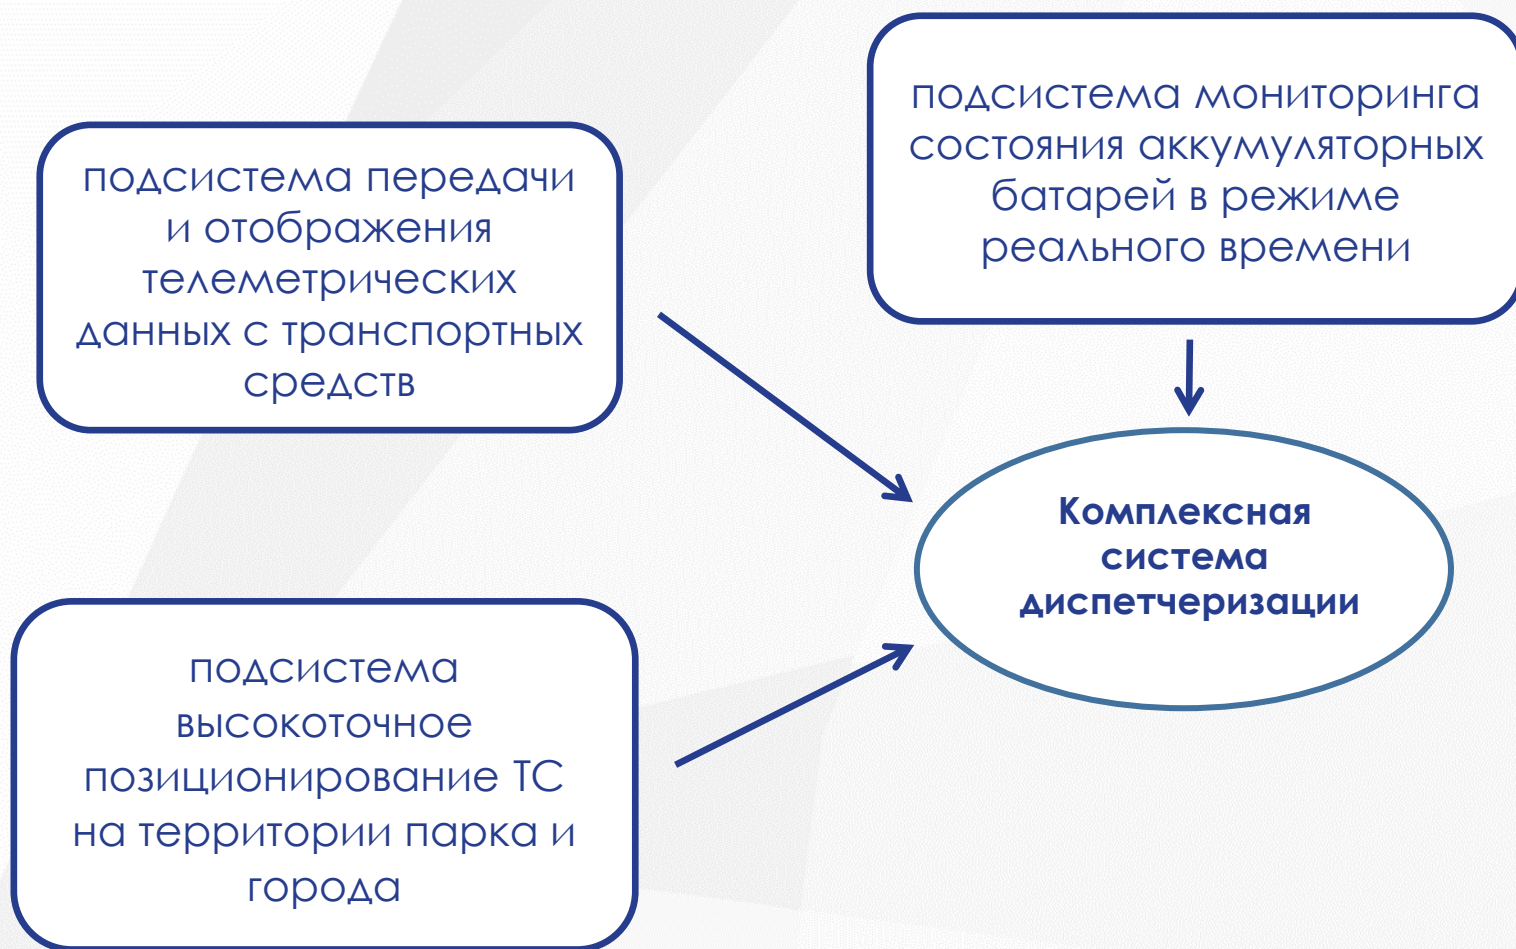 подсистема мониторинга
состояния аккумуляторных
батарей в режиме
реального времени
подсистема передачи
и отображения
телеметрических
данных с транспортных
средств
Комплексная
система
диспетчеризации
подсистема
высокоточное
позиционирование ТС
на территории парка и
города